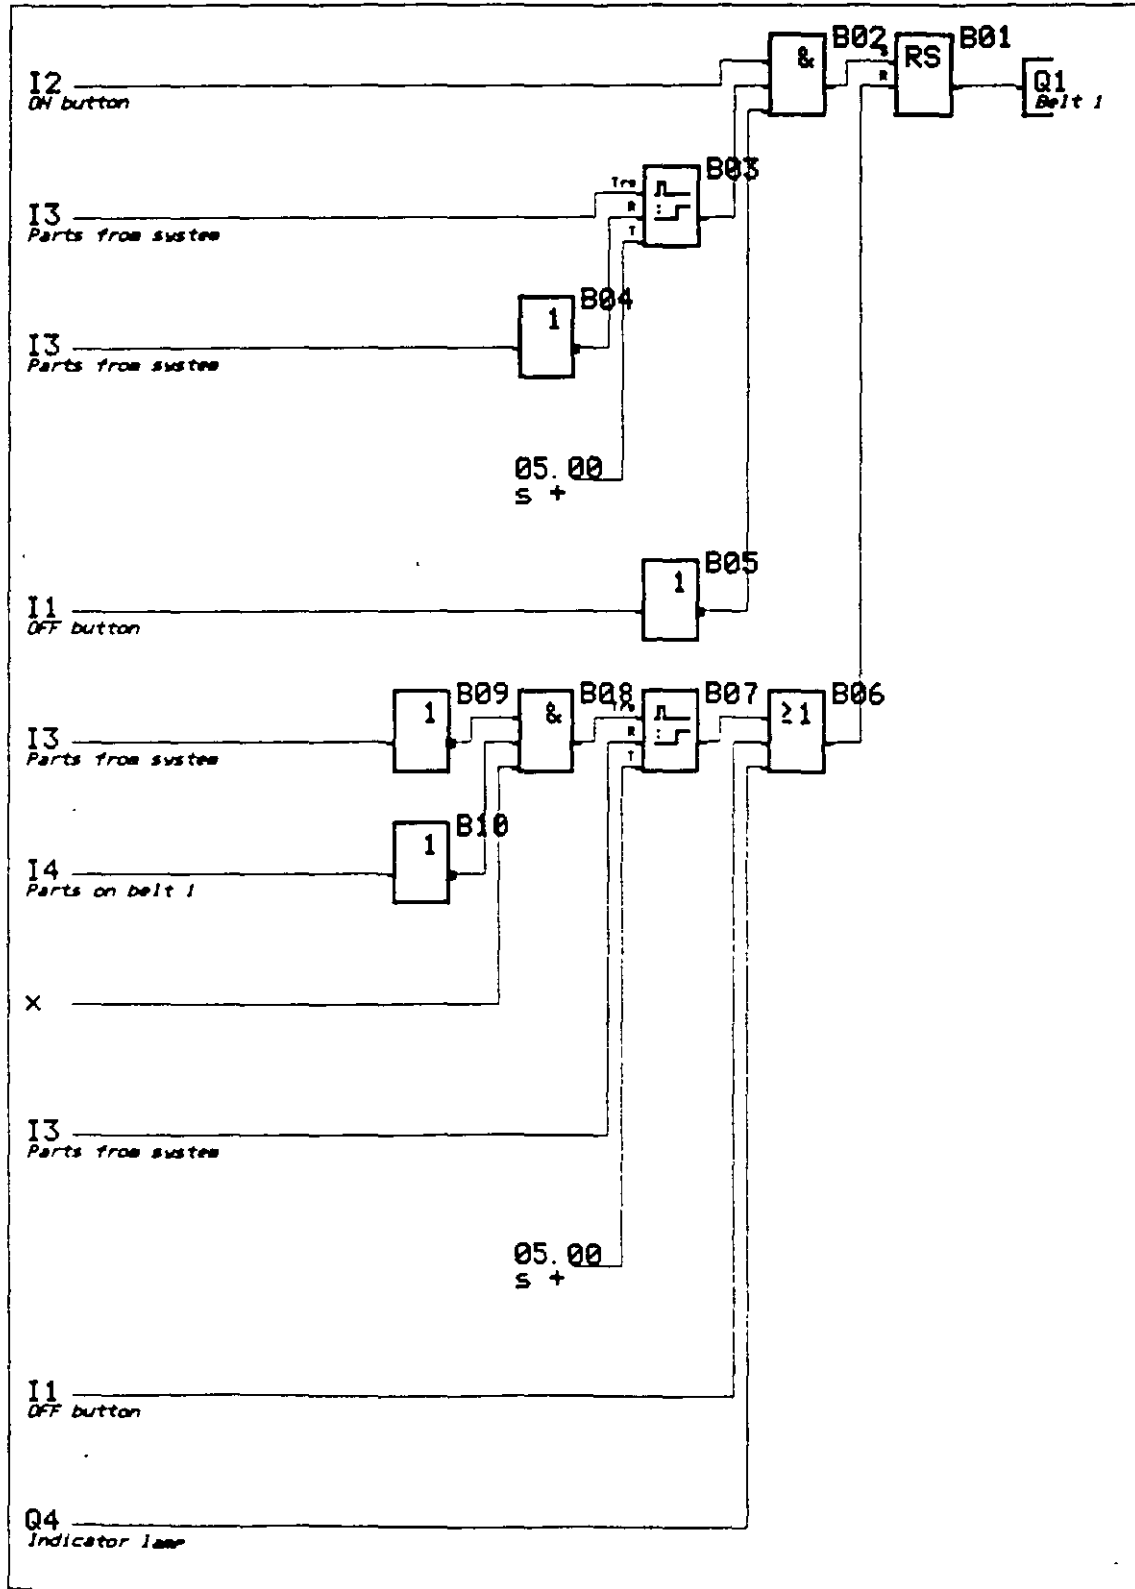 B02
B01
&
S
RS
R
I2
ON button
Q1
Belt 1
B03
Tre
R
T
I3
Parts from system
B04
1
I3
Parts from system
05.00
s +
B05
1
I1
OFF button
B09
B08
B07
B06
1
&
R
T
≥1
I3
Parts from system
B10
1
I4
Parts on belt 1
x
I3
Parts from system
05.00
s +
I1
OFF button
Q4
Indicator lamp